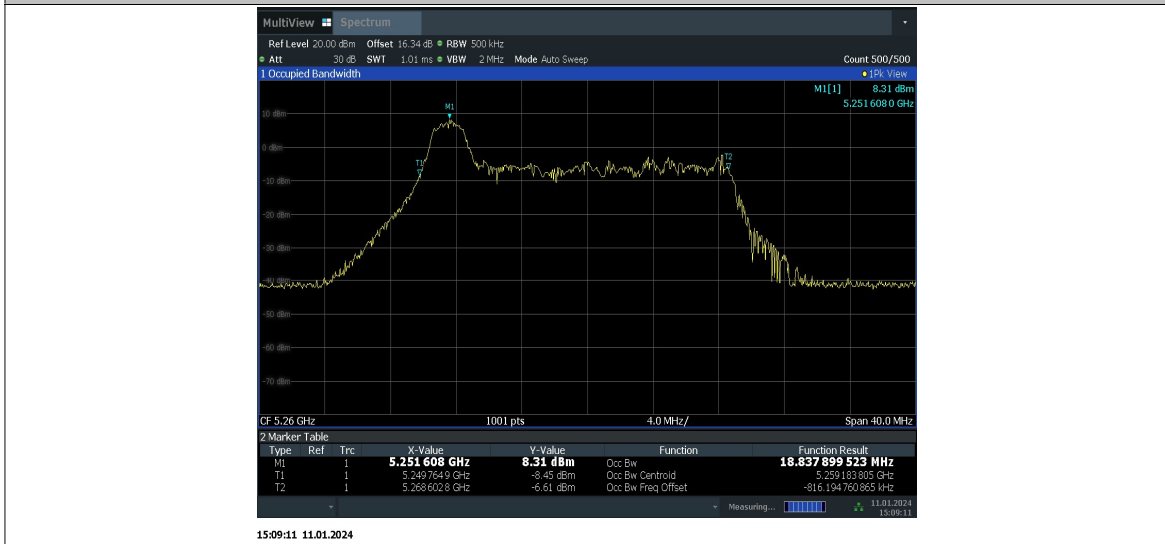 MultiView Spectrum
Ref Level 20.00 dBm Offset 16.34 dB RBW 500 kHz
Att 30 dB SWT 1.01 ms VBW 2 MHz Mode Auto Sweep Count 500/500
1 Occupied Bandwidth 1Pk View
M1[1] 8.31 dBm
5.251 608 0 GHz
M1
10 dBm
0 dBm
T1
T2
-10 dBm
-20 dBm
-30 dBm
-40 dBm
-50 dBm
-60 dBm
-70 dBm
CF 5.26 GHz 1001 pts 4.0 MHz/ Span 40.0 MHz
2 Marker Table
Type Ref Trc X-Value Y-Value Function Function Result
M1 1 5.251 608 GHz 8.31 dBm Occ Bw 18.837 899 523 MHz
T1 1 5.249 764 9 GHz -8.45 dBm Occ Bw Centroid 5.259 183 805 GHz
T2 1 5.268 602 8 GHz -6.61 dBm Occ Bw Freq Offset -816.194 760 865 kHz
Measuring... 11.01.2024
15:09:11
15:09:11 11.01.2024